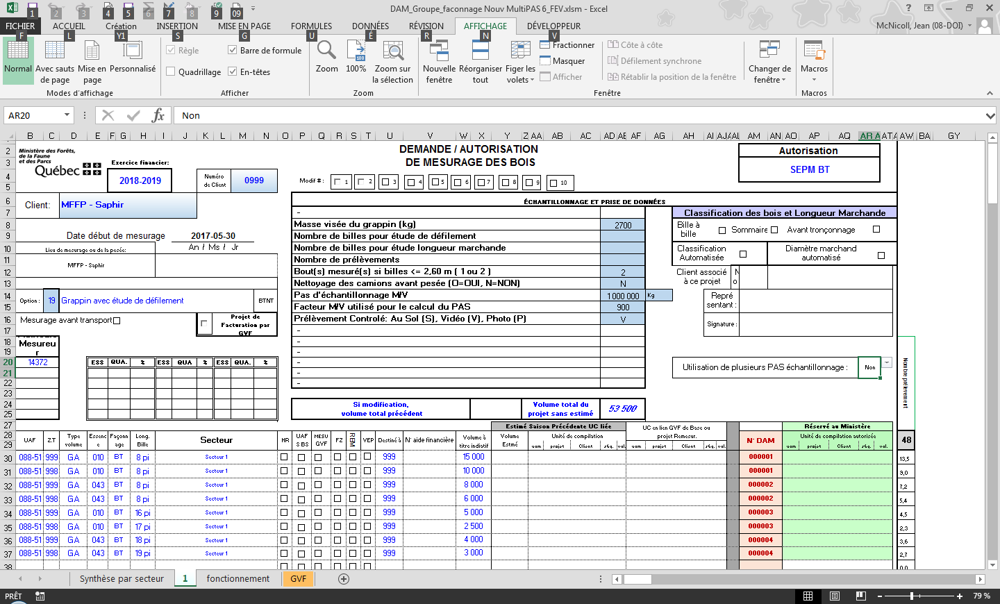 DAM_Groupe_faconnage Nouv MultiPAS 6_FEV.xlsm - Excel
1 2 3 4 5 6 7 8 9 09
FICHIER ACCUEIL Création INSERTION MISE EN PAGE FORMULES DONNÉES RÉVISION AFFICHAGE DÉVELOPPEUR McNicoll, Jean (08-DOI)
F L Y1 S G U É R N V
Règle Barre de formule Fractionner Côte à côte
Normal Avec sauts de page Mise en page Personnalisé Quadrillage En-têtes Zoom 100% Zoom sur la sélection Nouvelle fenêtre Réorganiser tout Figer les volets Masquer Défilement synchrone Changer de fenêtre Macros
Afficher Rétablir la position de la fenêtre
Modes d'affichage Afficher Zoom Fenêtre Macros
AR20 Non
B C D E F G H I J K L M N O P Q R S T U V W X Y Z AA AB AC AD AE AF AG AH AI AJ AL AM AN AO AP AQ AR A AT A AW BA GY
Ministère des Forêts,
de la Faune
et des Parcs
Québec
Exercice financier:
2018-2019
Numéro
de Client
0999
DEMANDE / AUTORISATION
DE MESURAGE DES BOIS
Modif # : 1 2 3 4 5 6 7 8 9 10
Autorisation
SEPM BT
Client: MFFP - Saphir
Date début de mesurage 2017-05-30
An / Ms / Jr
Lieu de mesurage ou de la pesée:
MFFP - Saphir
Option : 19 Grappin avec étude de défilement BTNT
Mesurage avant transport
Projet de
Facturation par
GVF
Mesureu
r
14372
ESS QUA. % ESS QUA % ESS QUA. %
ÉCHANTILLONNAGE ET PRISE DE DONNÉES
-
Masse visée du grappin (kg) 2700
Nombre de billes pour étude de défilement
Nombre de billes pour étude longueur marchande
Nombre de prélèvements
Bout(s) mesuré(s) si billes <= 2,60 m ( 1 ou 2 ) 2
Nettoyage des camions avant pesée (O=OUI, N=NON) N
Pas d'échantillonnage M/V 1 000 000 Kg
Facteur M/V utilisé pour le calcul du PAS 900
Prélèvement Controlé: Au Sol (S), Vidéo (V), Photo (P) V
-
-
-
-
-
-
Classification des bois et Longueur Marchande
Bille à
bille Sommaire Avant tronçonnage
Classification
Automatisée
Diamètre marchand
automatisé
Client associé
à ce projet
N
o
Repré
sentant :
Signature :
Utilisation de plusieurs PAS échantillonnage : Non
Nombre prélèvement
Si modification,
volume total précédent
Volume total du
projet sans estimé
53 500
Estimé Saison Précédente UC liée
UC en lien GVF de Base ou
projet Remesur.
Réservé au Ministère
UAF Z.T Type volume Essence Façonnage Long. Bille Secteur HR UAF S BS MESU GVF FZ REM VEP Destiné à N° aide financière Volume à titre indiatif Volume Estmé Unité de compilation N° DAM Unité de compilation autorisée 48
uam projet Client séq. val. uam projet Client séq. val. uam projet Client séq. val.
30 088-51 999 GA 010 BT 8 pi Secteur 1 999 15 000 000001 13,5
31 088-51 998 GA 010 BT 8 pi Secteur 1 999 10 000 000001 9,0
32 088-51 999 GA 043 BT 8 pi Secteur 1 999 8 000 000002 7,2
33 088-51 998 GA 043 BT 8 pi Secteur 1 999 6 000 000002 5,4
34 088-51 999 GA 010 BT 16 pi Secteur 1 999 5 000 000003 4,5
35 088-51 998 GA 010 BT 17 pi Secteur 1 999 2 500 000003 2,3
36 088-51 999 GA 043 BT 18 pi Secteur 1 999 4 000 000004 3,6
37 088-51 998 GA 043 BT 19 pi Secteur 1 999 3 000 000004 2,7
38 0,0
Synthèse par secteur 1 fonctionnement GVF
PRÊT 79 %